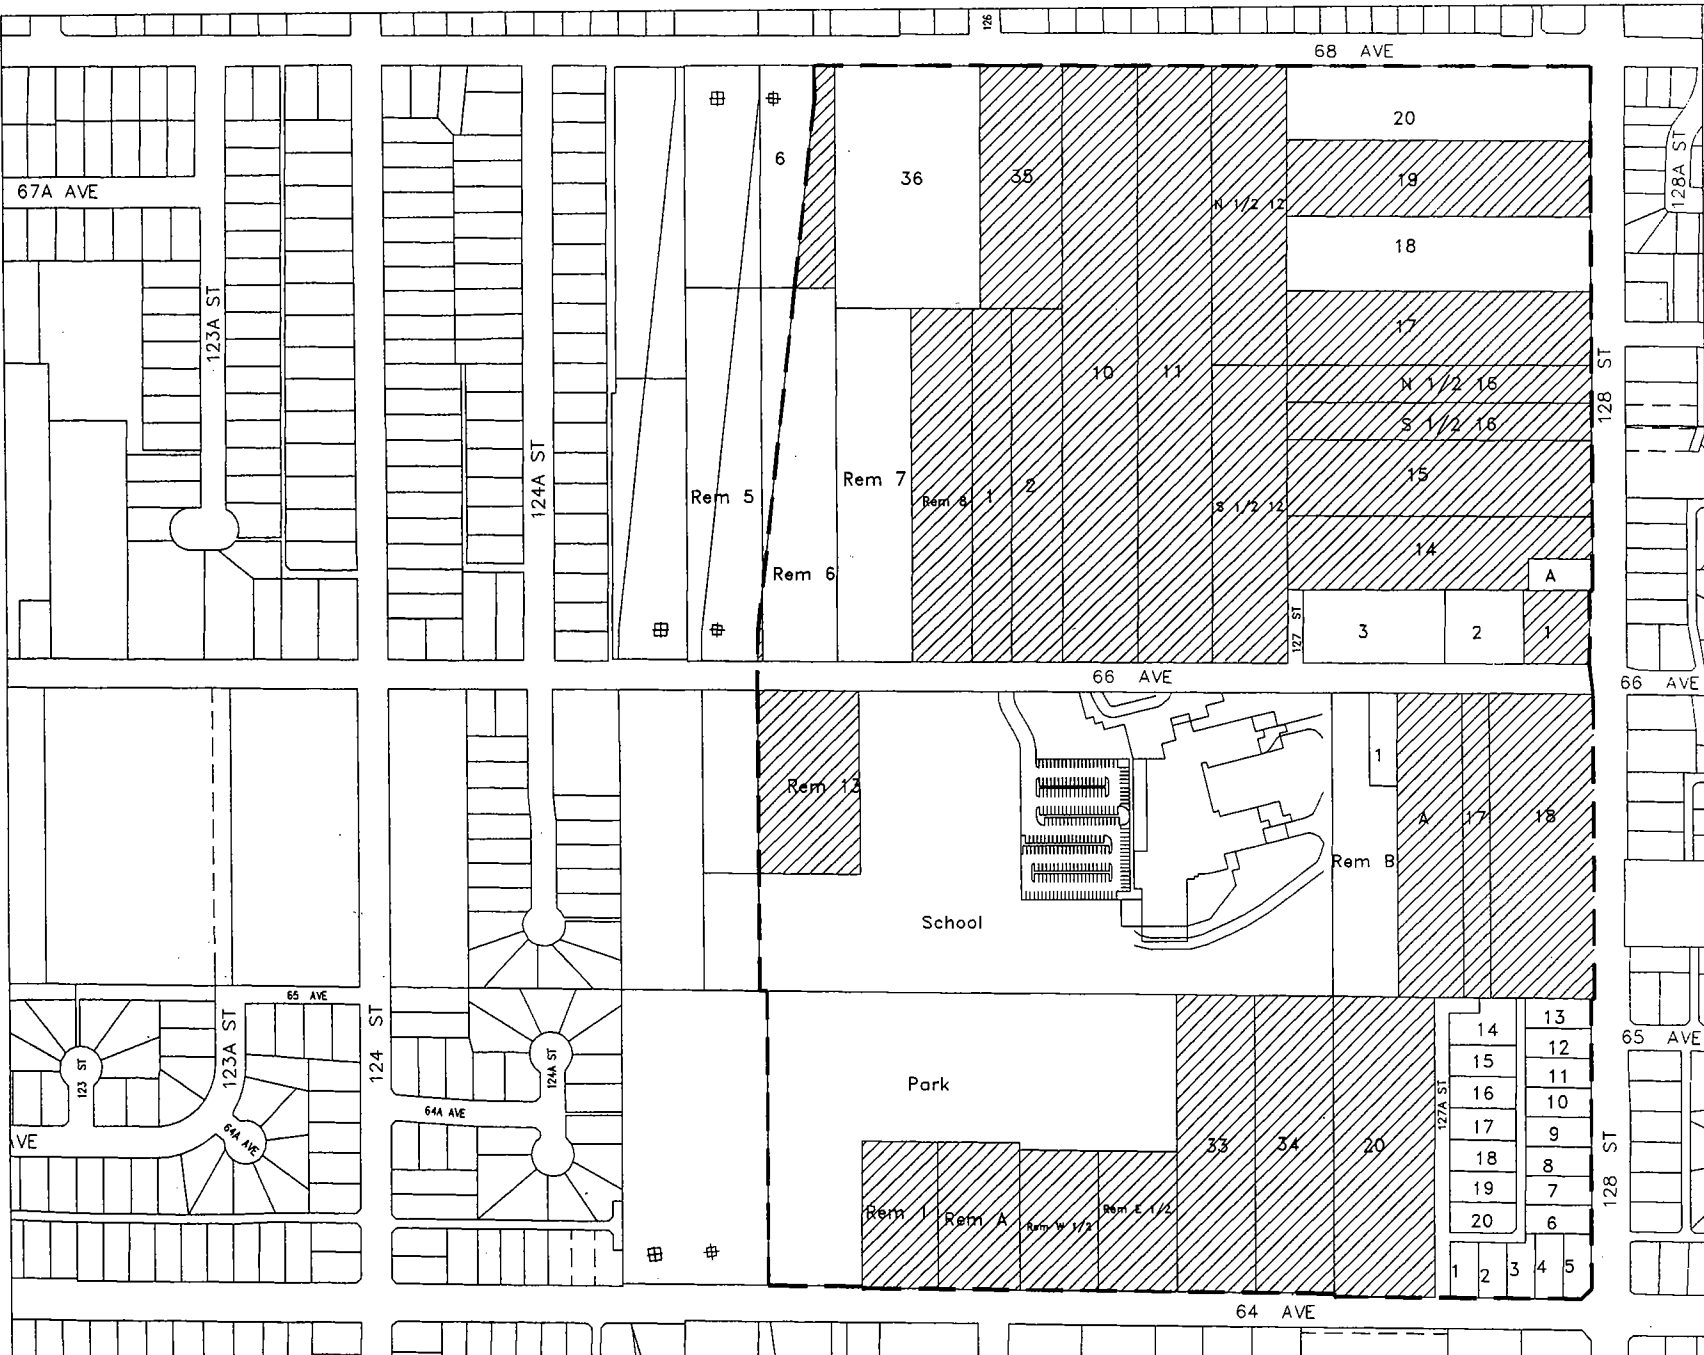 126
68 AVE
20
6
36
35
19
128A ST
67A AVE
N 1/2 12
18
123A ST
17
128 ST
10
11
N 1/2 16
S 1/2 16
124A ST
Rem 5
Rem 7
Rem 8
1
2
S 1/2 12
15
14
Rem 6
A
127 ST
3
2
1
66 AVE
66 AVE
1
Rem 13
A
17
18
Rem B
School
65 AVE
123A ST
124 ST
14
13
15
12
65 AVE
123 ST
124A ST
Park
16
11
127A ST
10
64A AVE
64A AVE
17
9
VE
33
34
20
18
8
128 ST
19
7
Rem 1
Rem A
Rem W 1/2
Rem E 1/2
20
6
1
2
3
4
5
64 AVE